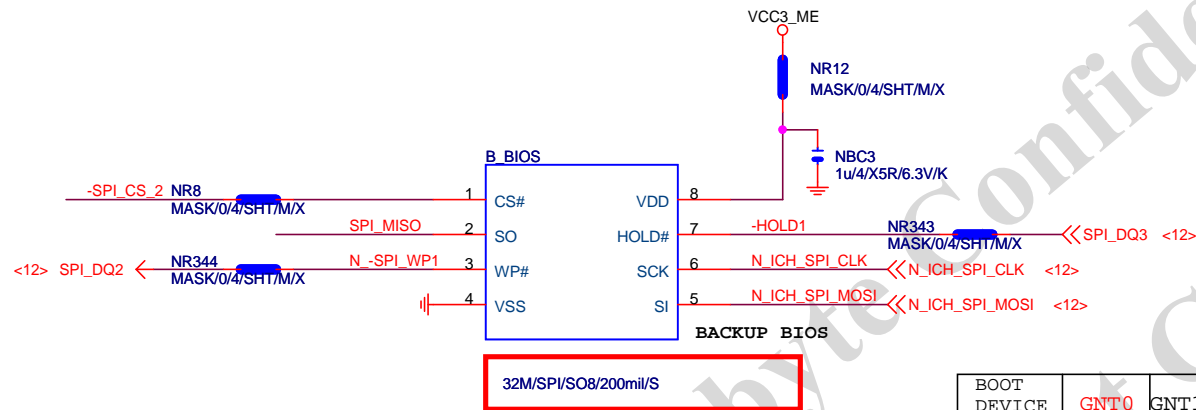 VCC3_ME
NR12
MASK/0/4/SHT/M/X
NBC3
1u/4/X5R/6.3V/K
B_BIOS
-SPI_CS_2 NR8
MASK/0/4/SHT/M/X
1 CS# VDD 8
SPI_MISO 2 SO HOLD# 7 -HOLD1 NR343
MASK/0/4/SHT/M/X
SPI_DQ3 <12>
<12> SPI_DQ2 NR344
MASK/0/4/SHT/M/X
N_-SPI_WP1 3 WP# SCK 6 N_ICH_SPI_CLK N_ICH_SPI_CLK <12>
4 VSS SI 5 N_ICH_SPI_MOSI N_ICH_SPI_MOSI <12>
BACKUP BIOS
32M/SPI/SO8/200mil/S
BOOT
DEVICE GNT0 GNT1
byte Confide